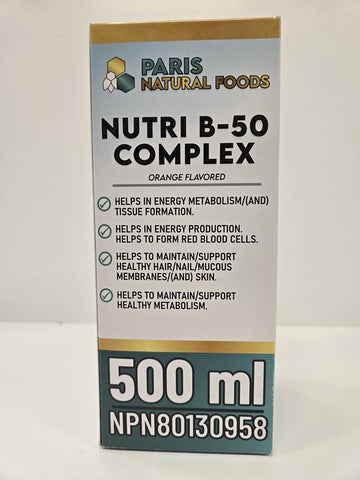 PARIS
NATURAL FOODS
NUTRI B-50
COMPLEX
ORANGE FLAVORED
HELPS IN ENERGY METABOLISM/(AND)
TISSUE FORMATION.
HELPS IN ENERGY PRODUCTION.
HELPS TO FORM RED BLOOD CELLS.
HELPS TO MAINTAIN/SUPPORT
HEALTHY HAIR/NAIL/MUCOUS
MEMBRANES/(AND) SKIN.
HELPS TO MAINTAIN/SUPPORT
HEALTHY METABOLISM.
500 ml
NPN80130958